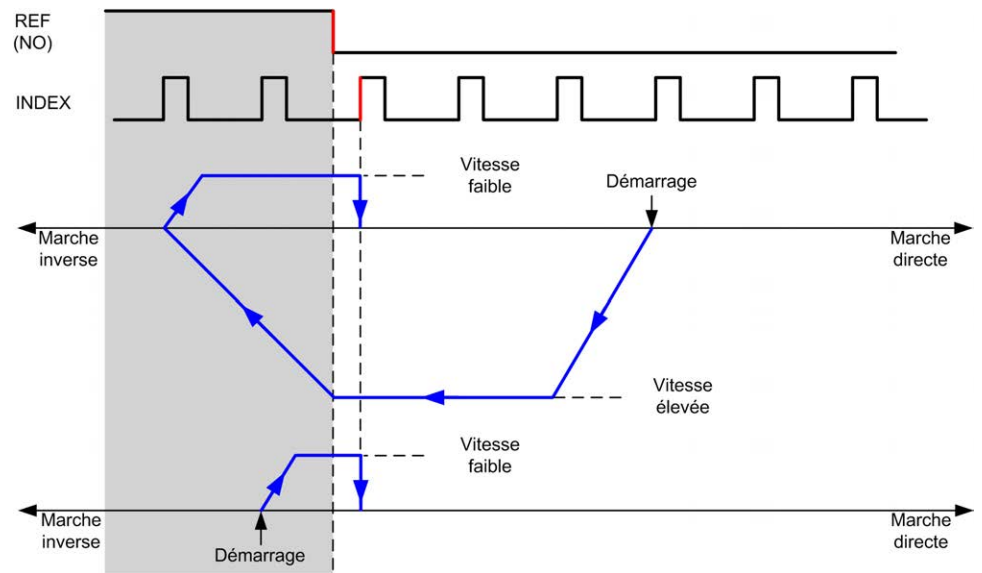 REF
(NO)
INDEX
Vitesse
faible
Démarrage
Marche
inverse
Marche
directe
Vitesse
élevée
Vitesse
faible
Marche
inverse
Marche
directe
Démarrage